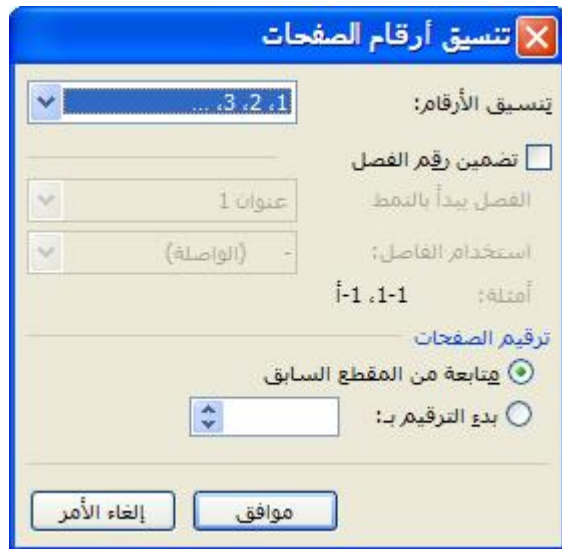 تنسيق أرقام الصفحات
تنسيق الأرقام: 1، 2، 3، ...
تضمين رقم الفصل
الفصل يبدأ بالنمط عنوان 1
استخدام الفاصل: - (الواصلة)
أمثلة: 1-1، 1-أ
ترقيم الصفحات
متابعة من المقطع السابق
بدء الترقيم بـ:
موافق إلغاء الأمر